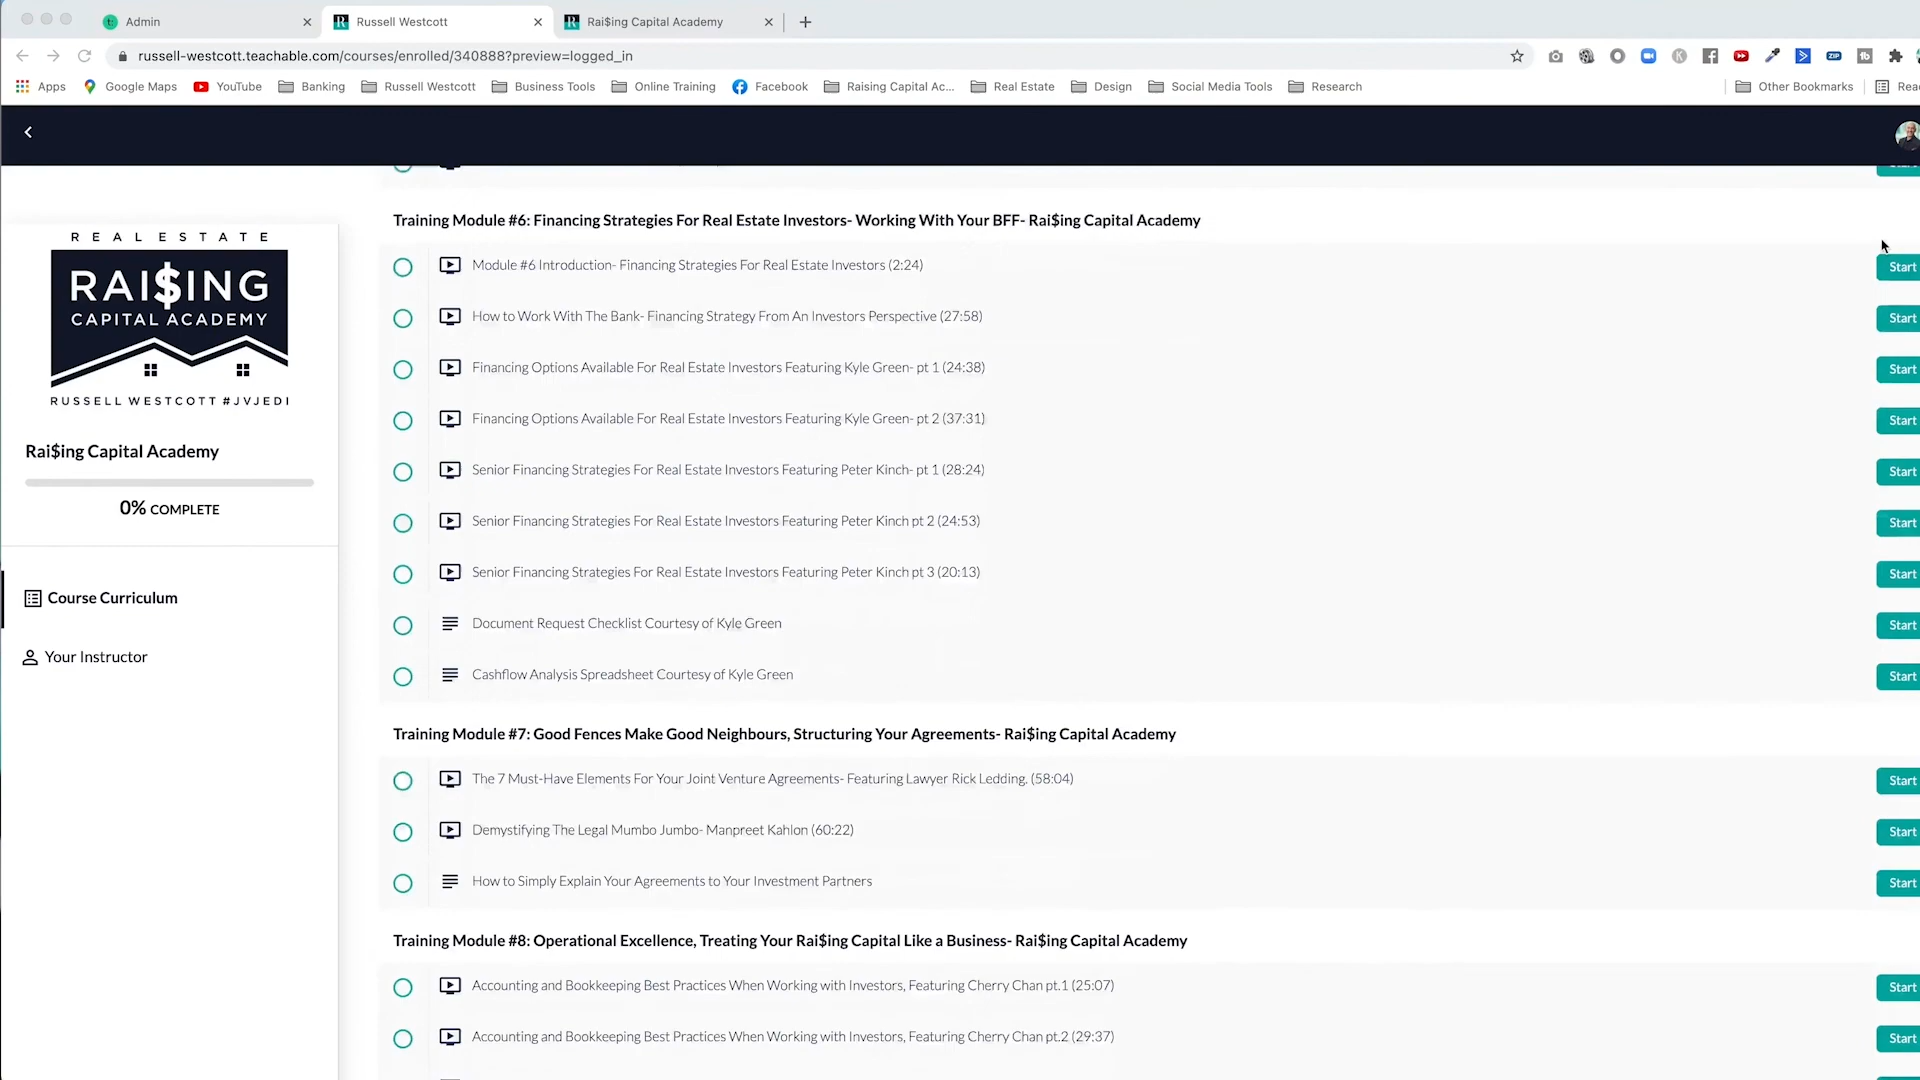 Admin
Russell Westcott
Rai$ing Capital Academy
russell-westcott.teachable.com/courses/enrolled/340888?preview=logged_in
Apps
Google Maps
YouTube
Banking
Russell Westcott
Business Tools
Online Training
Facebook
Raising Capital Ac...
Real Estate
Design
Social Media Tools
Research
Other Bookmarks
REAL ESTATE
RAI$ING
CAPITAL ACADEMY
RUSSELL WESTCOTT #JVJEDI
Rai$ing Capital Academy
0% COMPLETE
Course Curriculum
Your Instructor
Training Module #6: Financing Strategies For Real Estate Investors- Working With Your BFF- Rai$ing Capital Academy
Module #6 Introduction- Financing Strategies For Real Estate Investors (2:24)
Start
How to Work With The Bank- Financing Strategy From An Investors Perspective (27:58)
Start
Financing Options Available For Real Estate Investors Featuring Kyle Green- pt 1 (24:38)
Start
Financing Options Available For Real Estate Investors Featuring Kyle Green- pt 2 (37:31)
Start
Senior Financing Strategies For Real Estate Investors Featuring Peter Kinch- pt 1 (28:24)
Start
Senior Financing Strategies For Real Estate Investors Featuring Peter Kinch pt 2 (24:53)
Start
Senior Financing Strategies For Real Estate Investors Featuring Peter Kinch pt 3 (20:13)
Start
Document Request Checklist Courtesy of Kyle Green
Start
Cashflow Analysis Spreadsheet Courtesy of Kyle Green
Start
Training Module #7: Good Fences Make Good Neighbours, Structuring Your Agreements- Rai$ing Capital Academy
The 7 Must-Have Elements For Your Joint Venture Agreements- Featuring Lawyer Rick Ledding. (58:04)
Start
Demystifying The Legal Mumbo Jumbo- Manpreet Kahlon (60:22)
Start
How to Simply Explain Your Agreements to Your Investment Partners
Start
Training Module #8: Operational Excellence, Treating Your Rai$ing Capital Like a Business- Rai$ing Capital Academy
Accounting and Bookkeeping Best Practices When Working with Investors, Featuring Cherry Chan pt.1 (25:07)
Start
Accounting and Bookkeeping Best Practices When Working with Investors, Featuring Cherry Chan pt.2 (29:37)
Start